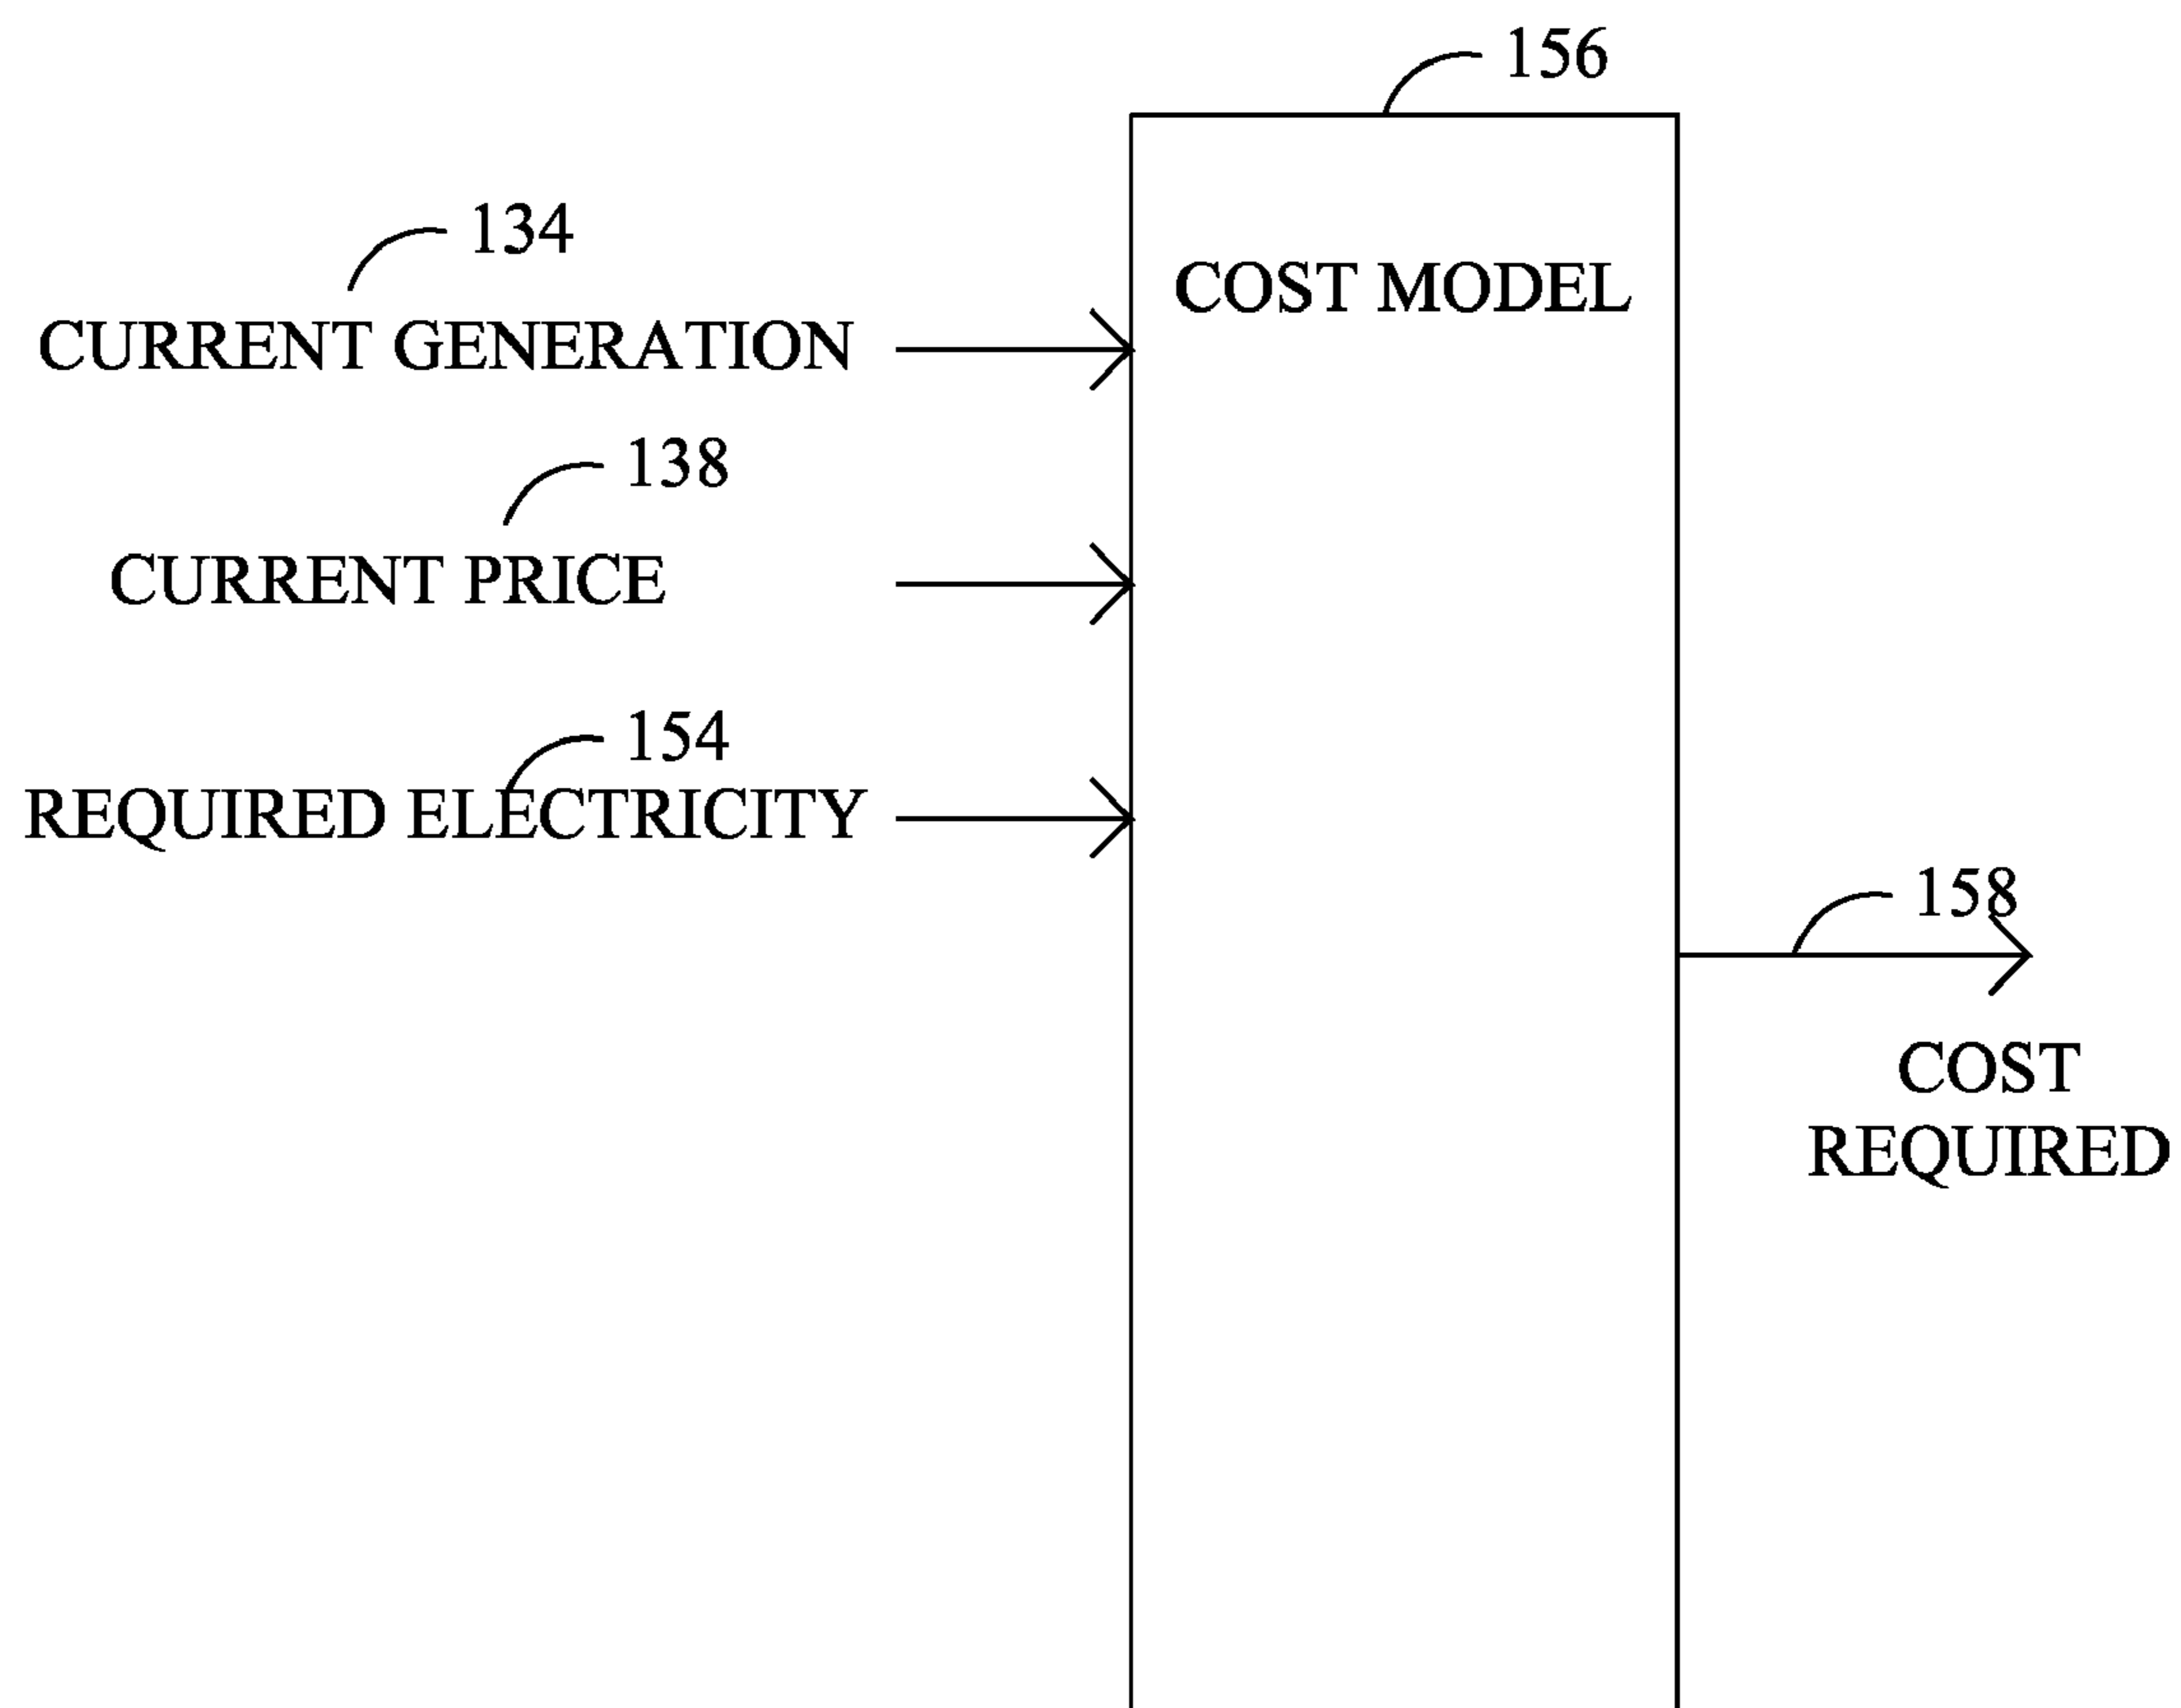 156
134
COST MODEL
CURRENT GENERATION
138
CURRENT PRICE
154
REQUIRED ELECTRICITY
158
COST
REQUIRED